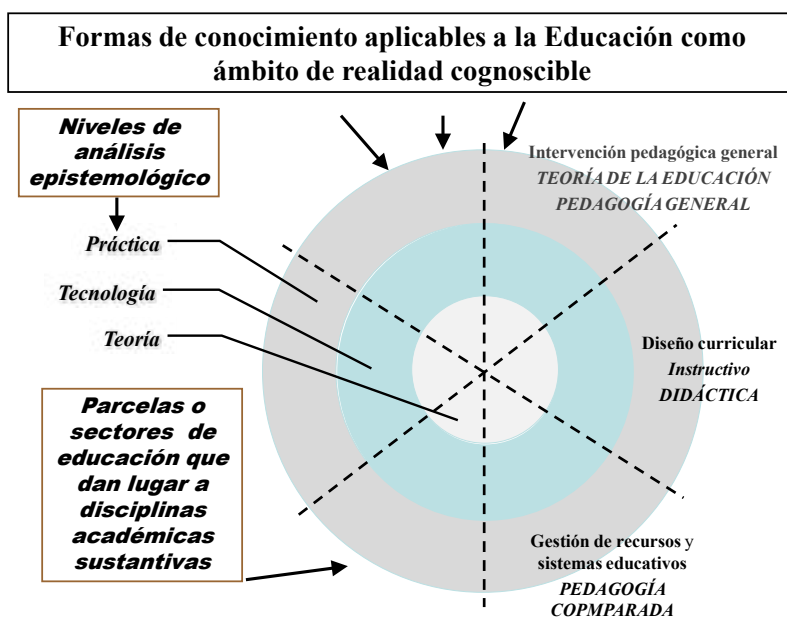 Formas de conocimiento aplicables a la Educación como
ámbito de realidad cognoscible
Niveles de
análisis
epistemológico
Práctica
Tecnología
Teoría
Parcelas o
sectores de
educación que
dan lugar a
disciplinas
académicas
sustantivas
Intervención pedagógica general
TEORÍA DE LA EDUCACIÓN
PEDAGOGÍA GENERAL
Diseño curricular
Instructivo
DIDÁCTICA
Gestión de recursos y
sistemas educativos
PEDAGOGÍA
COPMPARADA